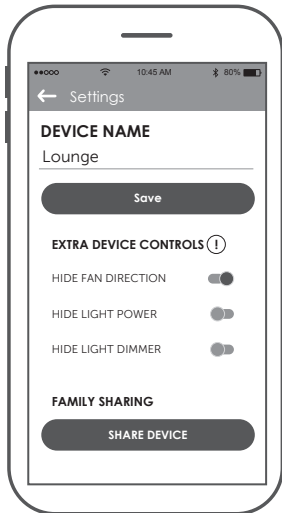 10:45 AM 80%
Settings
DEVICE NAME
Lounge
Save
EXTRA DEVICE CONTROLS !
HIDE FAN DIRECTION
HIDE LIGHT POWER
HIDE LIGHT DIMMER
FAMILY SHARING
SHARE DEVICE